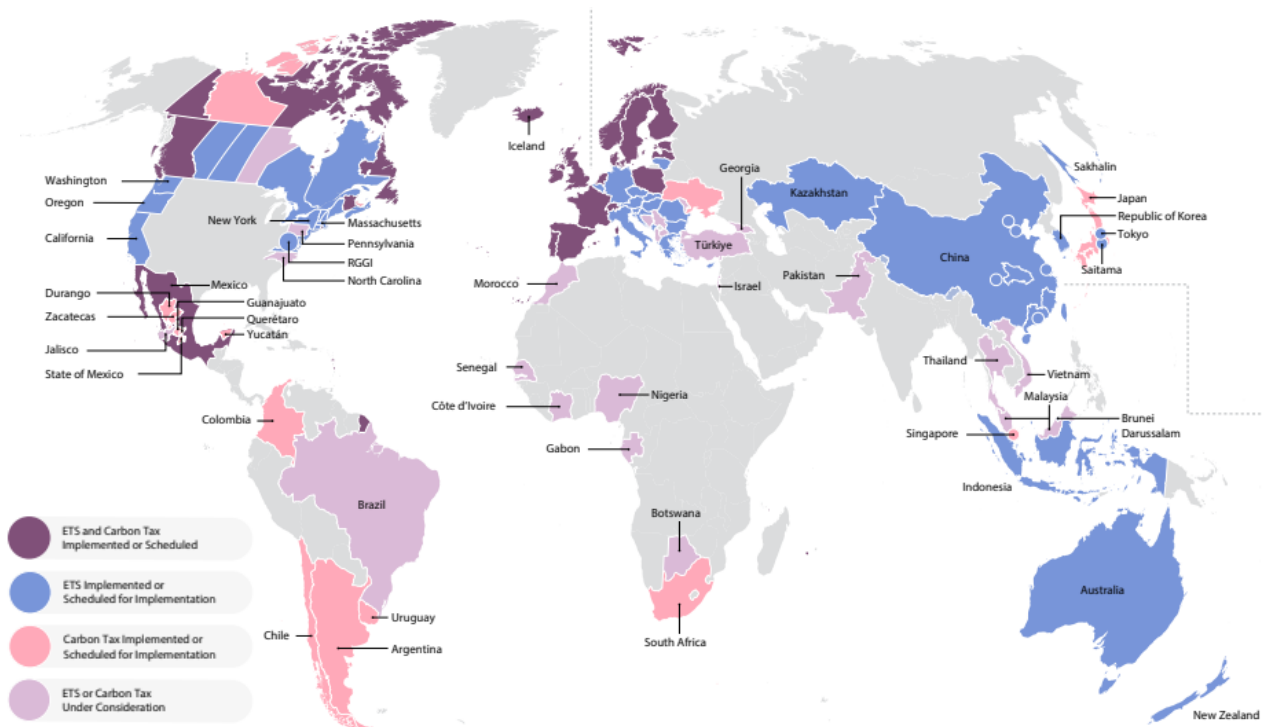 Iceland
Georgia
Sakhalin
Washington
Kazakhstan
Japan
Oregon
Republic of Korea
New York
Massachusetts
Tokyo
California
Pennsylvania
Türkiye
China
RGGI
Saitama
North Carolina
Pakistan
Mexico
Morocco
Israel
Durango
Guanajuato
Zacatecas
Querétaro
Yucatán
Jalisco
Thailand
State of Mexico
Senegal
Vietnam
Nigeria
Malaysia
Côte d'Ivoire
Colombia
Brunei
Darussalam
Singapore
Gabon
Indonesia
Brazil
Botswana
ETS and Carbon Tax
Implemented or Scheduled
ETS Implemented or
Scheduled for Implementation
Australia
Uruguay
Chile
Carbon Tax Implemented or
Scheduled for Implementation
South Africa
Argentina
ETS or Carbon Tax
Under Consideration
New Zealand